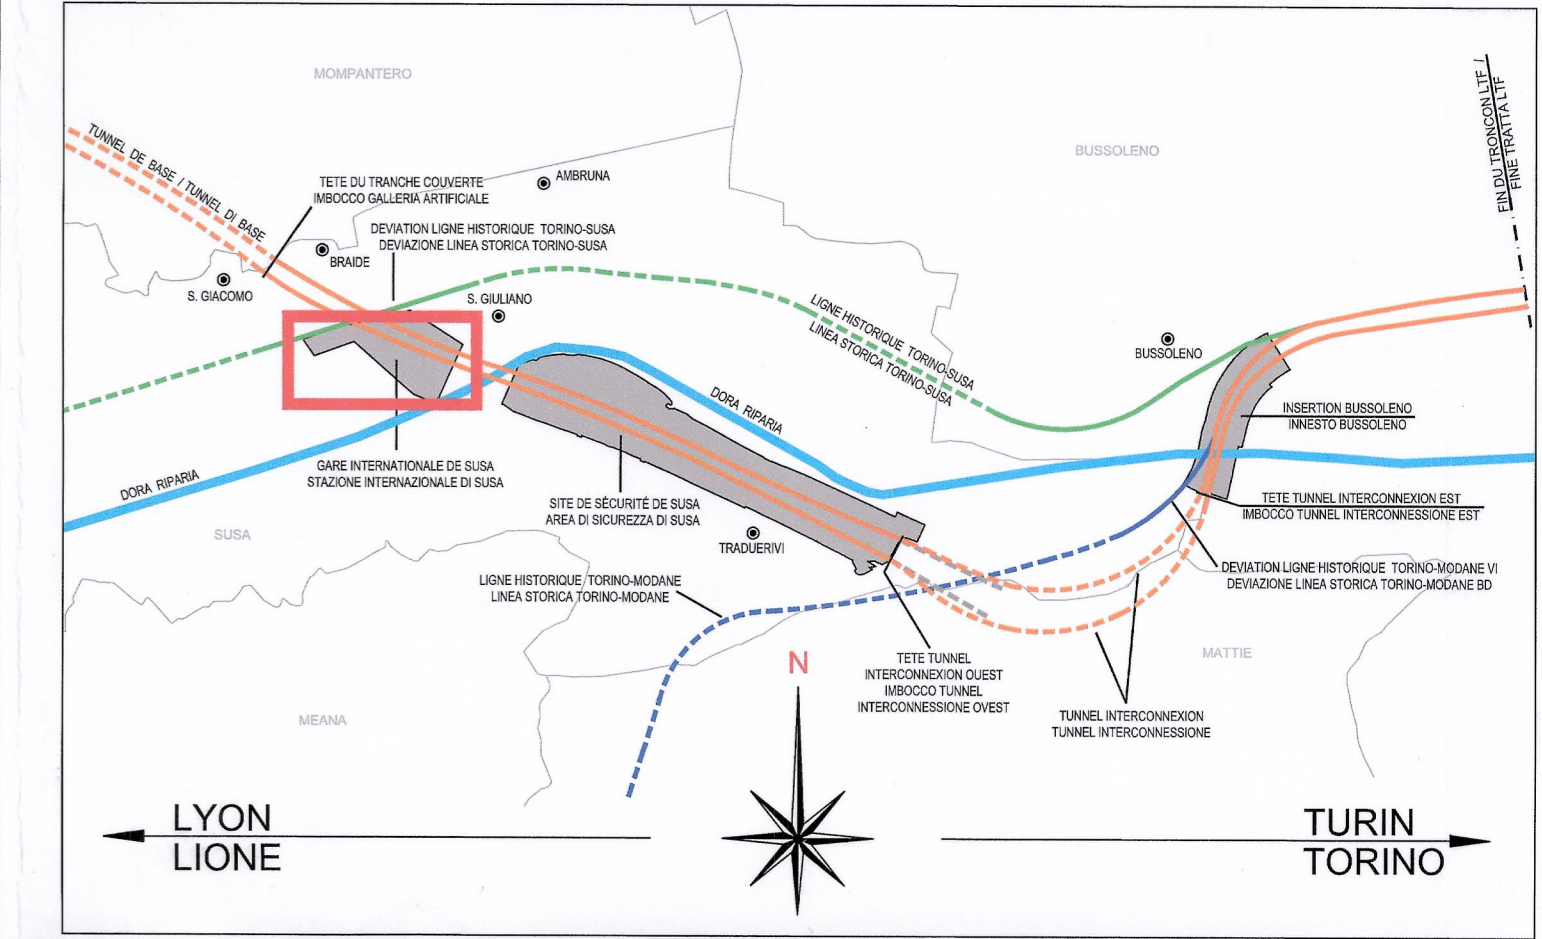 MOMPANTERO
BUSSOLENO
FIN DU TRONCON LTF /
FINE TRATTA LTF
TUNNEL DE BASE / TUNNEL DI BASE
TETE DU TRANCHE COUVERTE
IMBOCCO GALLERIA ARTIFICIALE
AMBRUNA
DEVIATION LIGNE HISTORIQUE TORINO-SUSA
DEVIAZIONE LINEA STORICA TORINO-SUSA
BRAIDE
S. GIACOMO
S. GIULIANO
LIGNE HISTORIQUE TORINO-SUSA
LINEA STORICA TORINO-SUSA
BUSSOLENO
DORA RIPARIA
INSERTION BUSSOLENO
INNESTO BUSSOLENO
GARE INTERNATIONALE DE SUSA
STAZIONE INTERNAZIONALE DI SUSA
DORA RIPARIA
SITE DE SÉCURITÉ DE SUSA
AREA DI SICUREZZA DI SUSA
TETE TUNNEL INTERCONNEXION EST
IMBOCCO TUNNEL INTERCONNESSIONE EST
SUSA
TRADUERIVI
LIGNE HISTORIQUE TORINO-MODANE
LINEA STORICA TORINO-MODANE
DEVIATION LIGNE HISTORIQUE TORINO-MODANE VI
DEVIAZIONE LINEA STORICA TORINO-MODANE BD
MATTIE
N
TETE TUNNEL
INTERCONNEXION OUEST
IMBOCCO TUNNEL
INTERCONNESSIONE OVEST
MEANA
TUNNEL INTERCONNEXION
TUNNEL INTERCONNESSIONE
LYON
LIONE
TURIN
TORINO